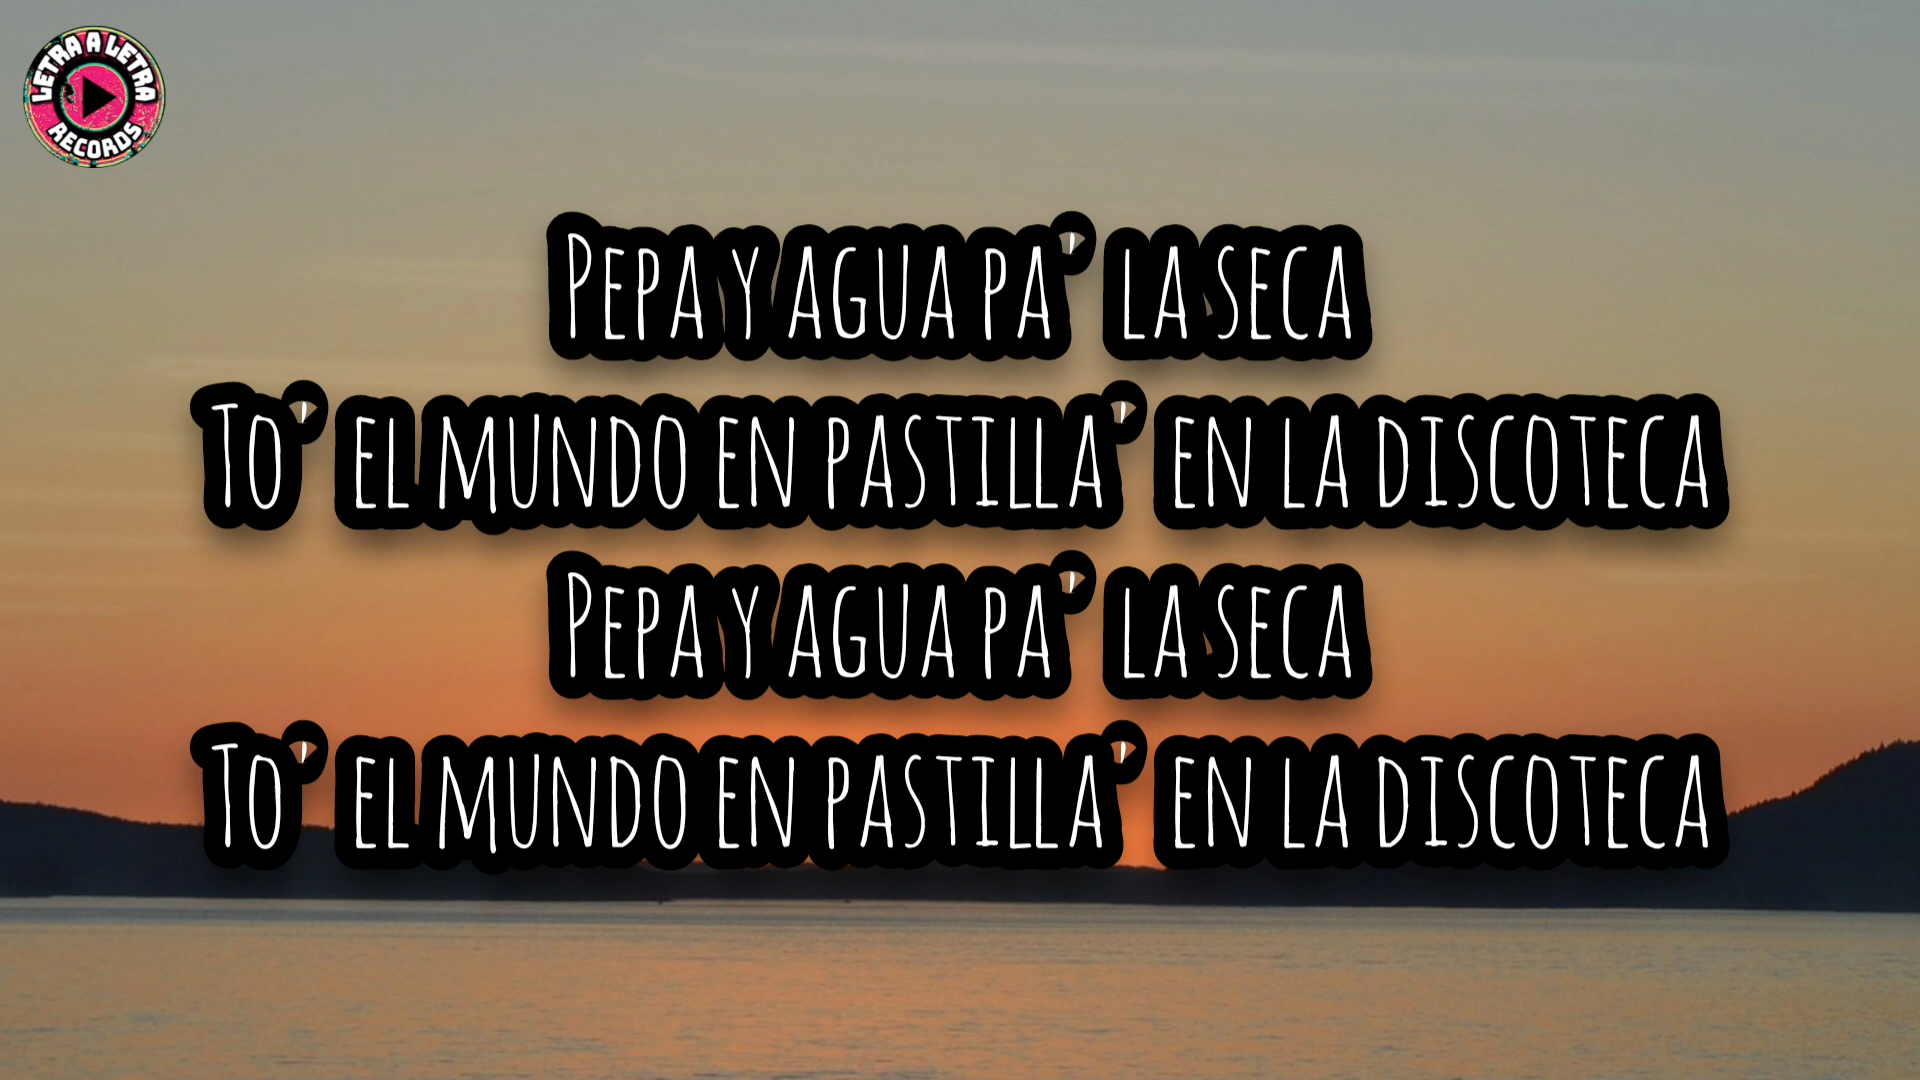 LETRA A LETRA
RECORDS
PEPA Y AGUA PA' LA SECA
TO' EL MUNDO EN PASTILLA' EN LA DISCOTECA
PEPA Y AGUA PA' LA SECA
TO' EL MUNDO EN PASTILLA' EN LA DISCOTECA